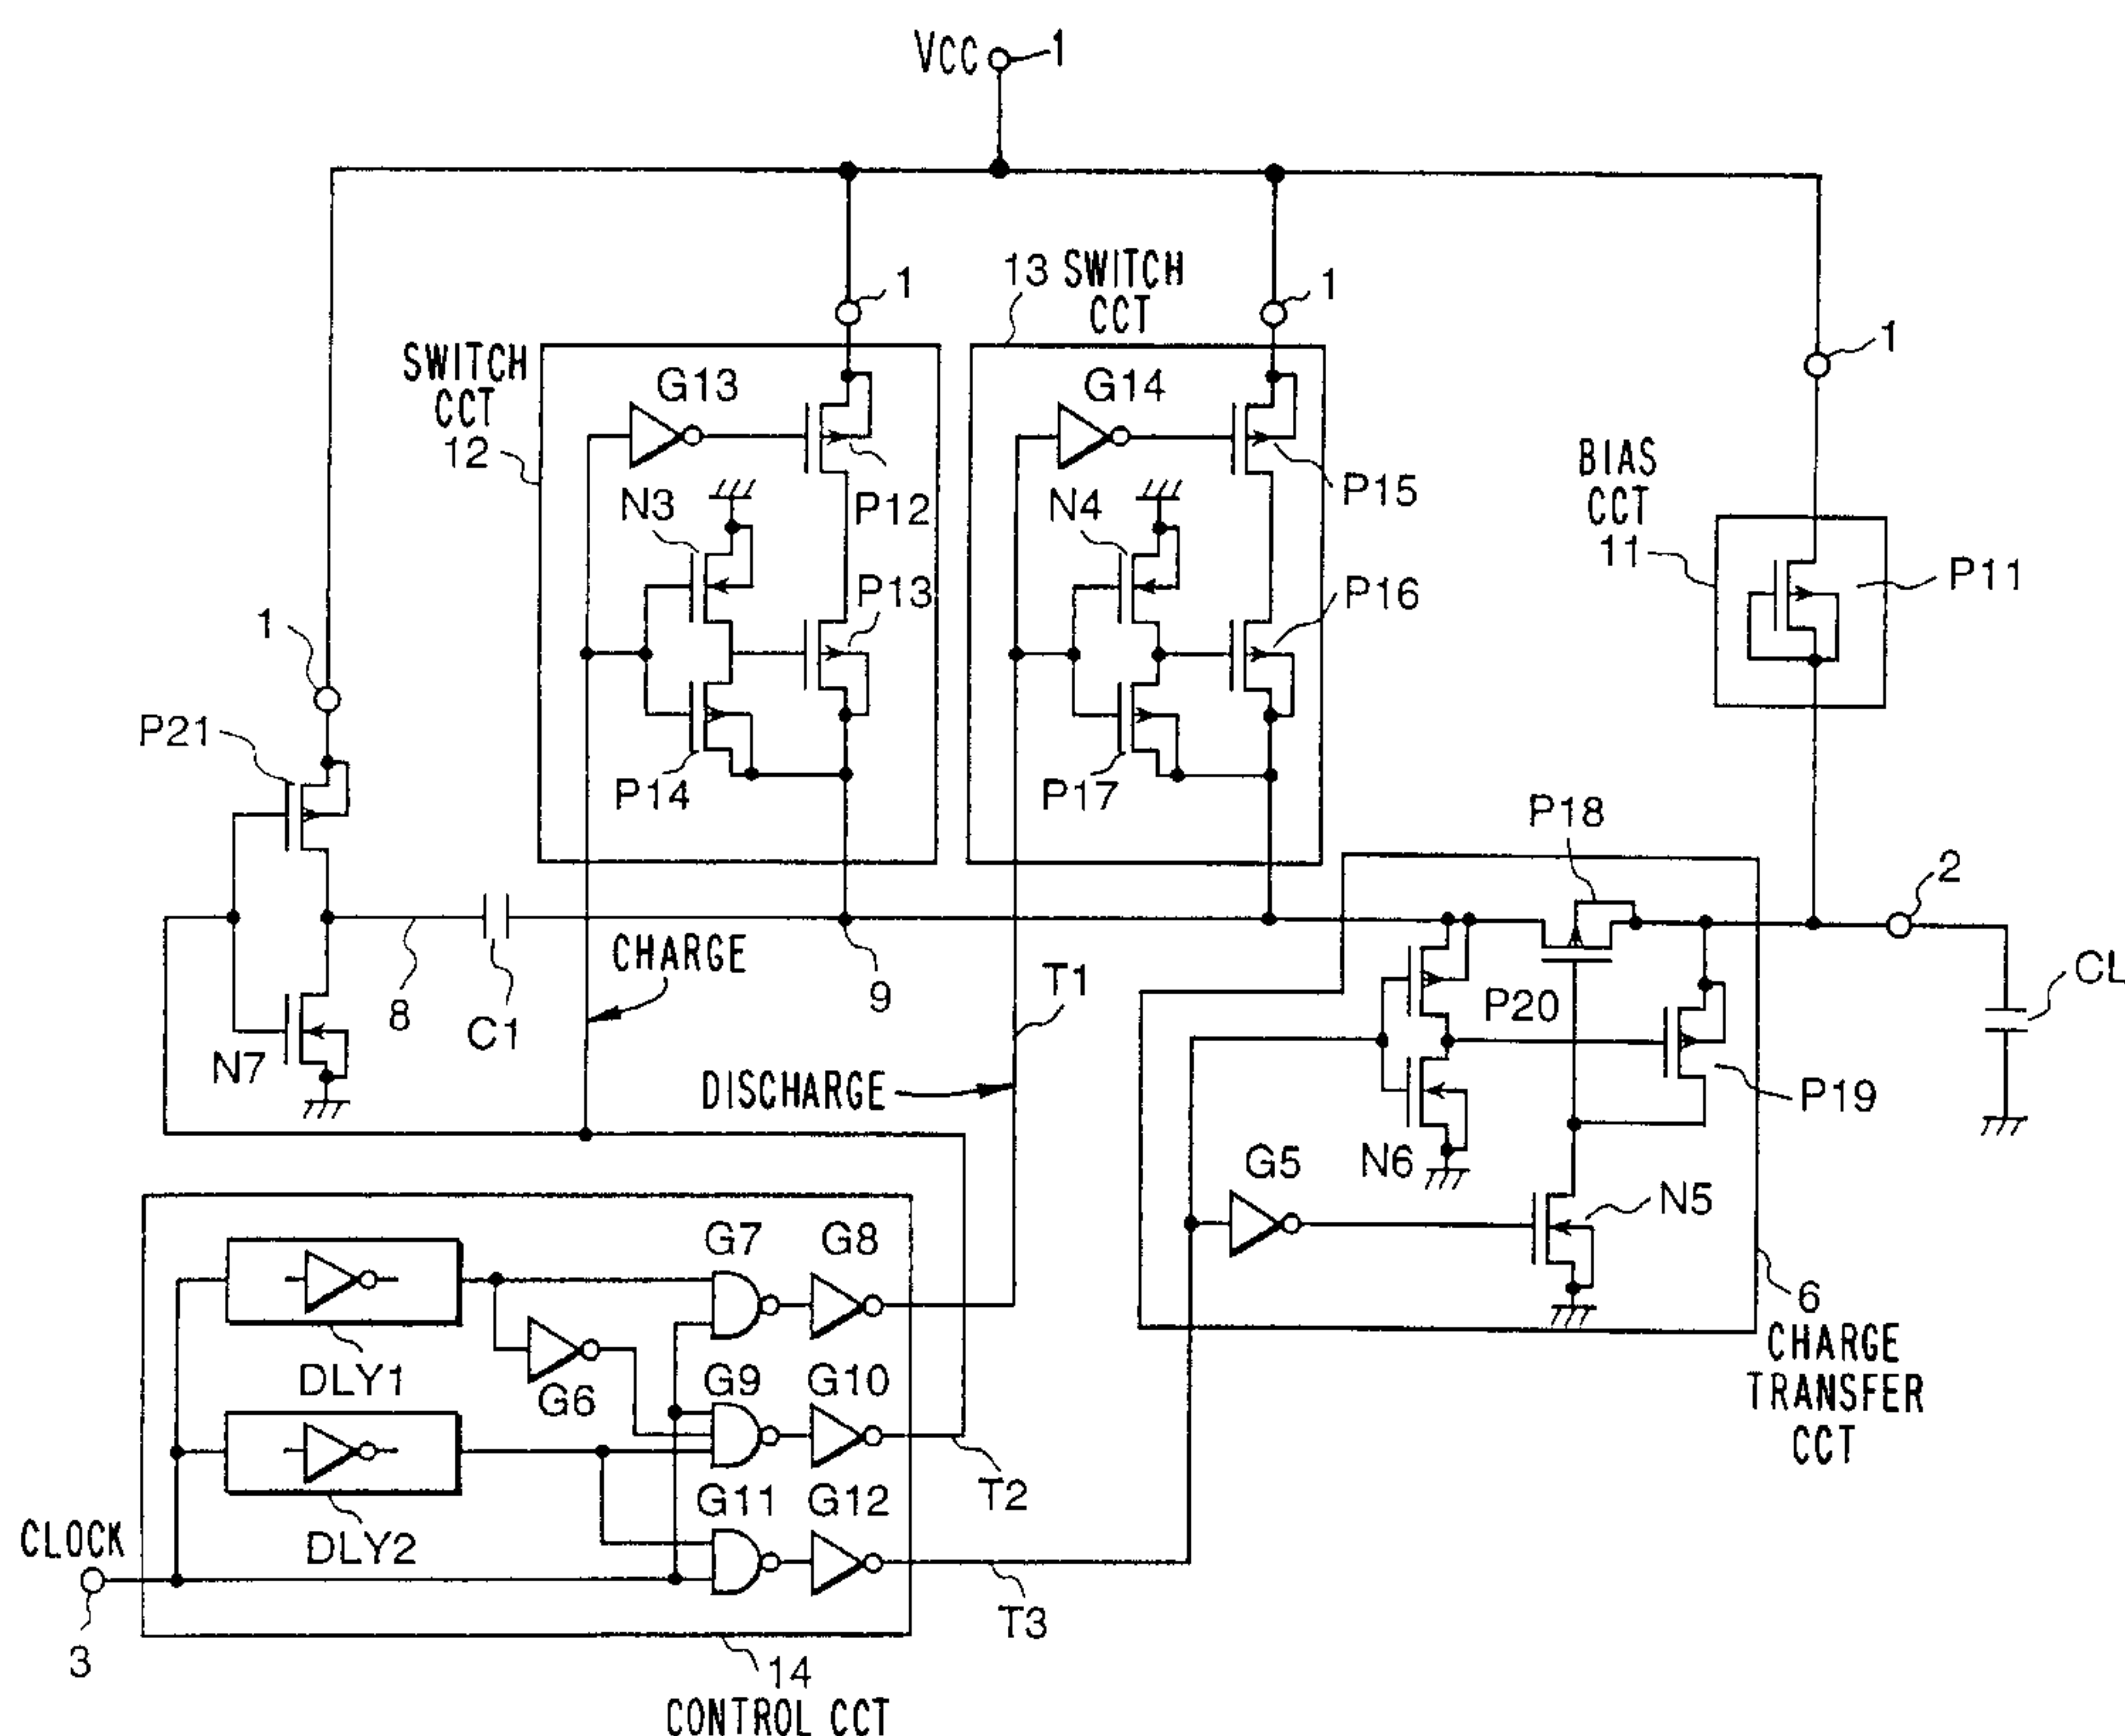 VCC
1
13 SWITCH
CCT
1
1
1
SWITCH
CCT
12
G13
G14
BIAS
CCT
11
P15
N3
P12
N4
P11
P13
P16
1
P21
P14
P17
P18
2
CHARGE
T1
8
C1
9
P20
CL
N7
DISCHARGE
P19
G5
N6
N5
G7
G8
6
CHARGE
TRANSFER
CCT
DLY1
G6
G9
G10
T2
G11
G12
CLOCK
DLY2
T3
3
14
CONTROL CCT